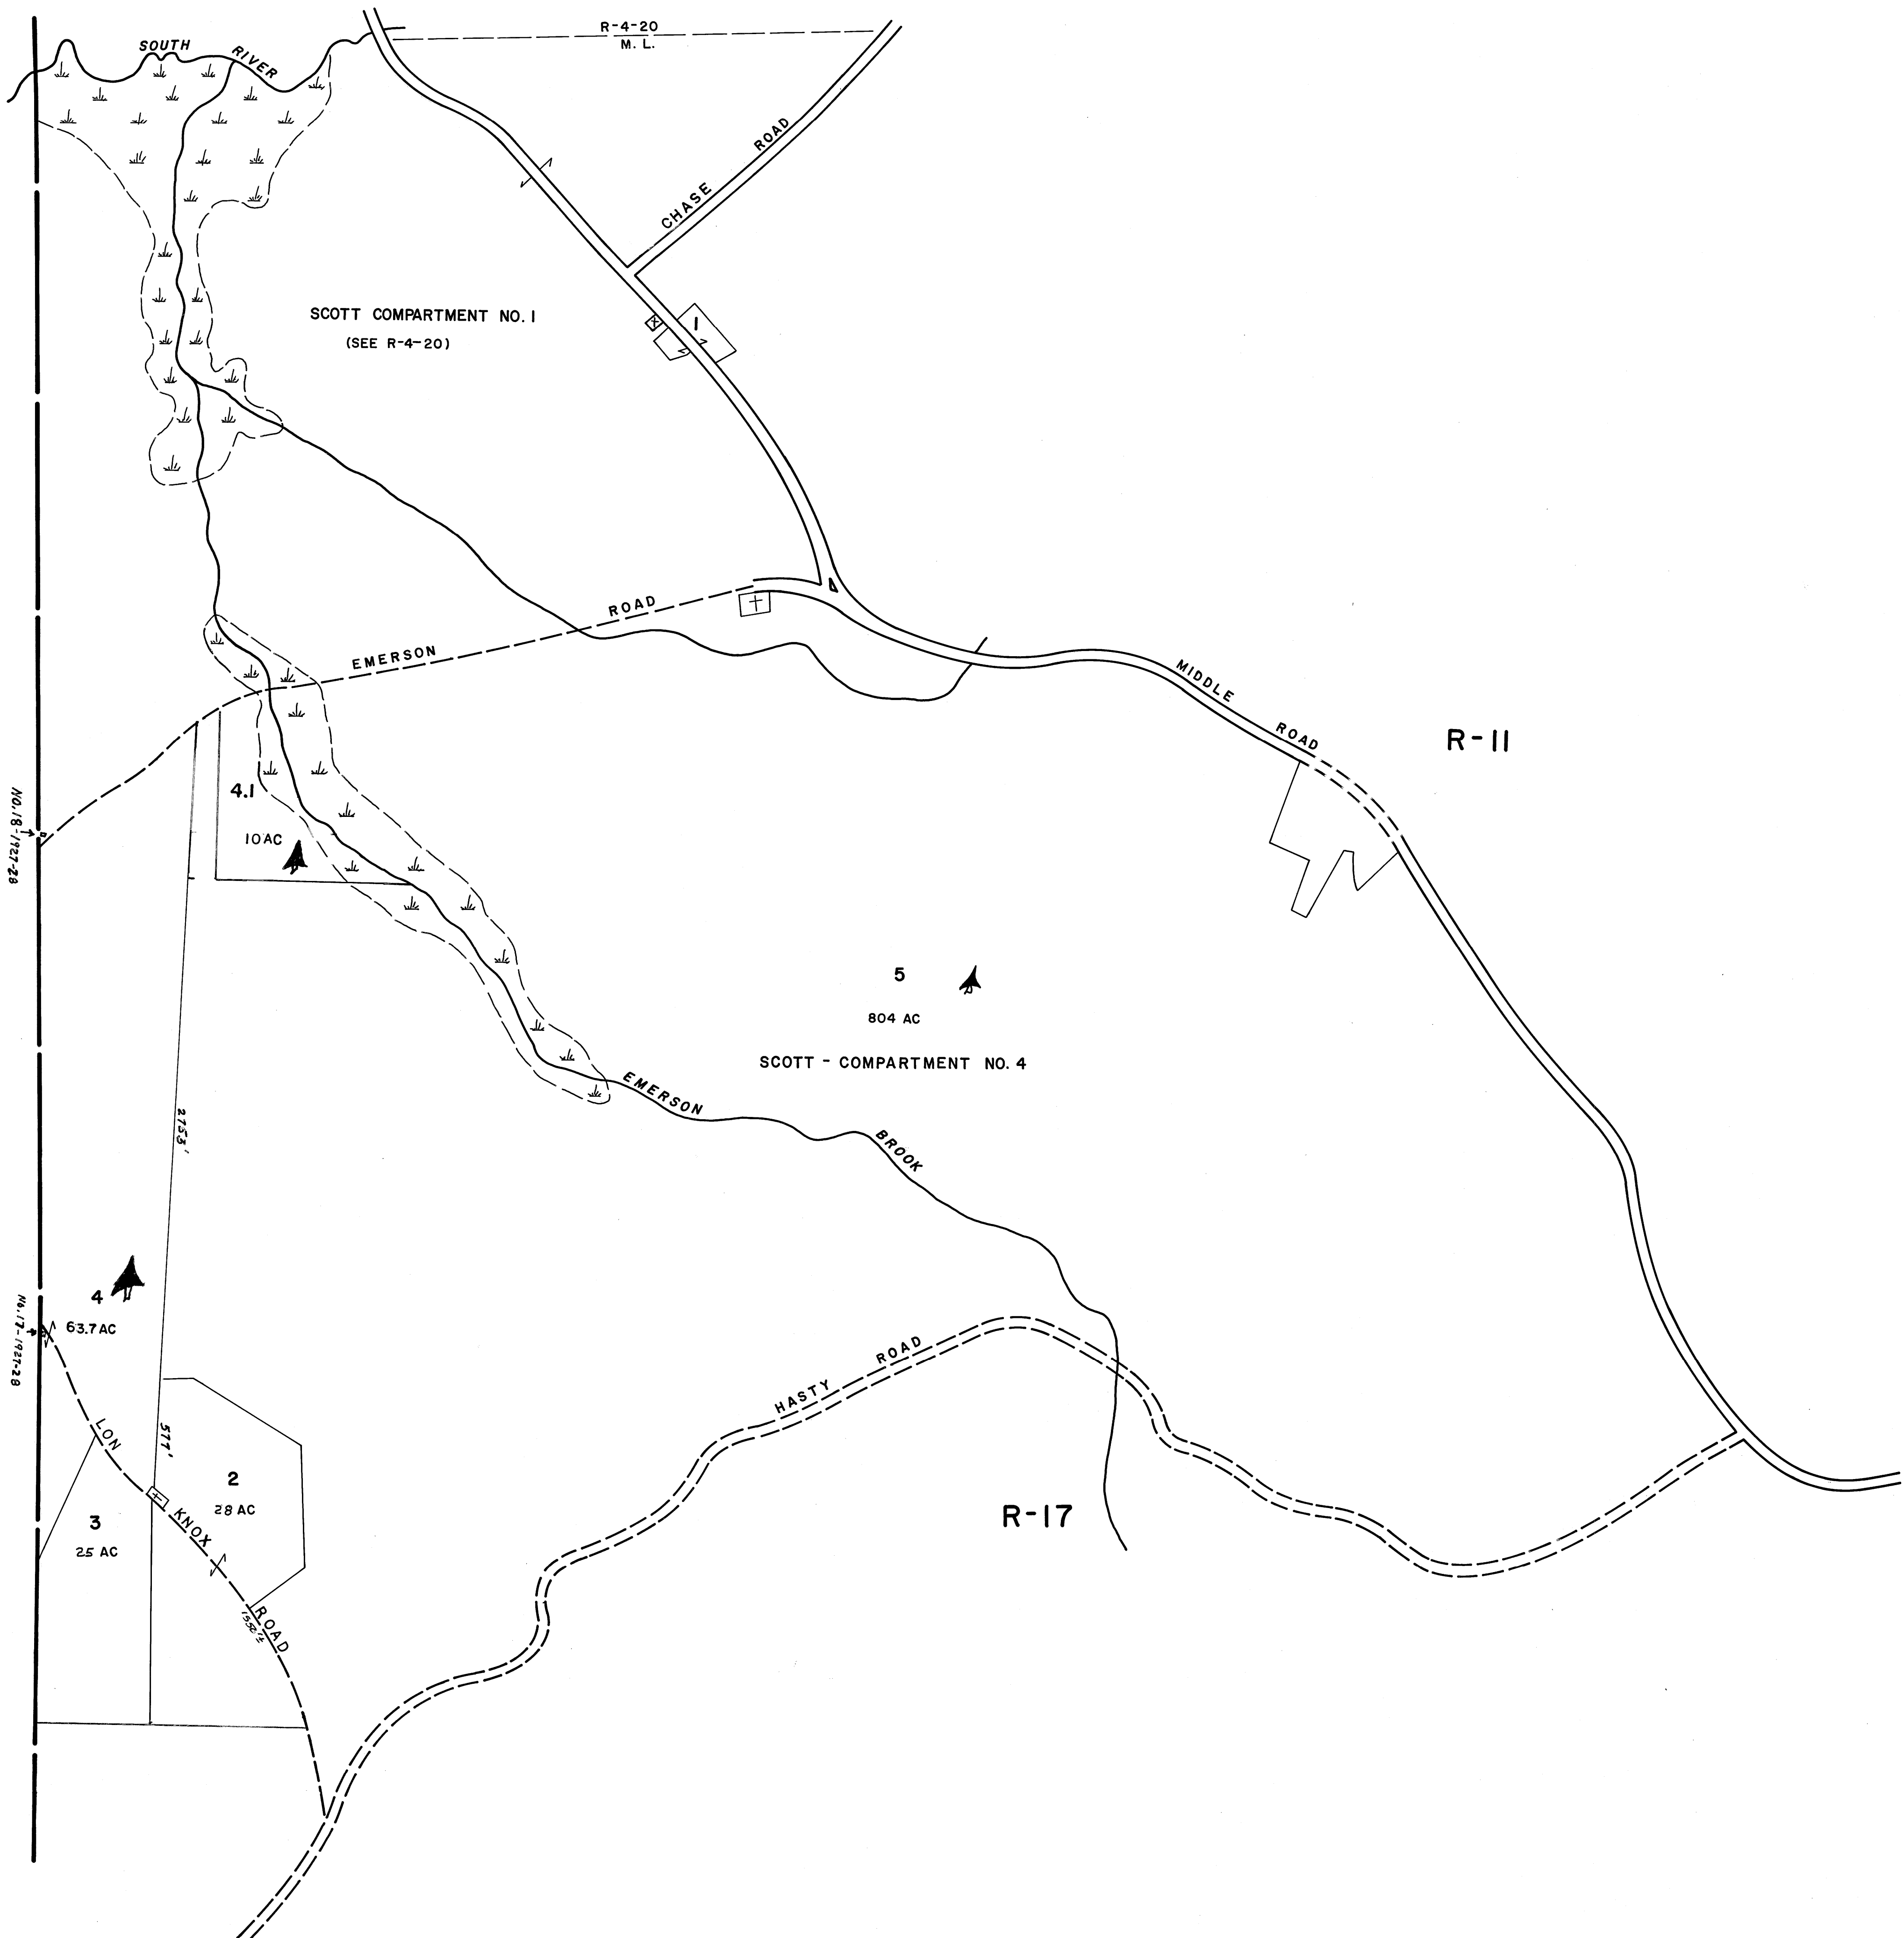 R-4-20
M. L.
SOUTH RIVER
CHASE ROAD
SCOTT COMPARTMENT NO. 1
(SEE R-4-20)
1
EMERSON ROAD
MIDDLE ROAD
R-11
4.1
10 AC
NO. 18-1927-28
5
804 AC
SCOTT - COMPARTMENT NO. 4
EMERSON BROOK
2753'
4
63.7 AC
No. 17-1927-28
HASTY ROAD
LON KNOX ROAD
577'
2
28 AC
3
25 AC
R-17
1552'±